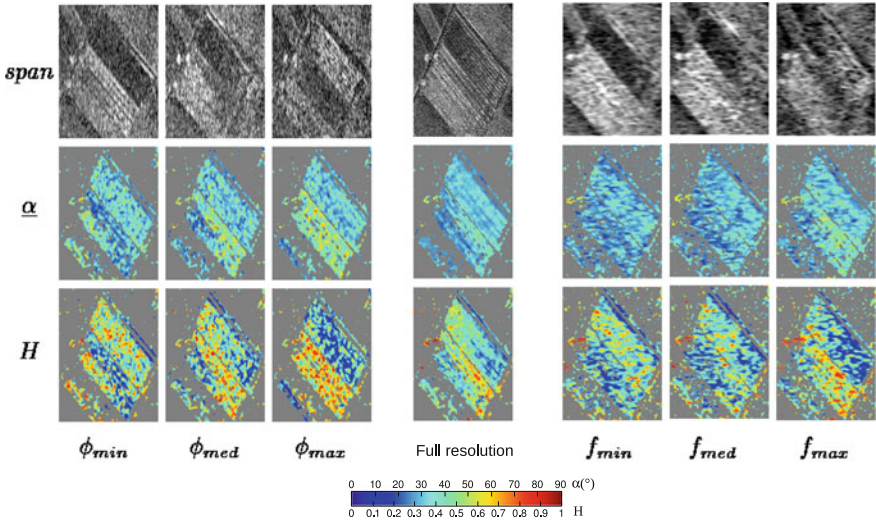 span
α
H
ϕmin ϕmed ϕmax Full resolution fmin fmed fmax
0 10 20 30 40 50 60 70 80 90 α(°)
0 0.1 0.2 0.3 0.4 0.5 0.6 0.7 0.8 0.9 1 H